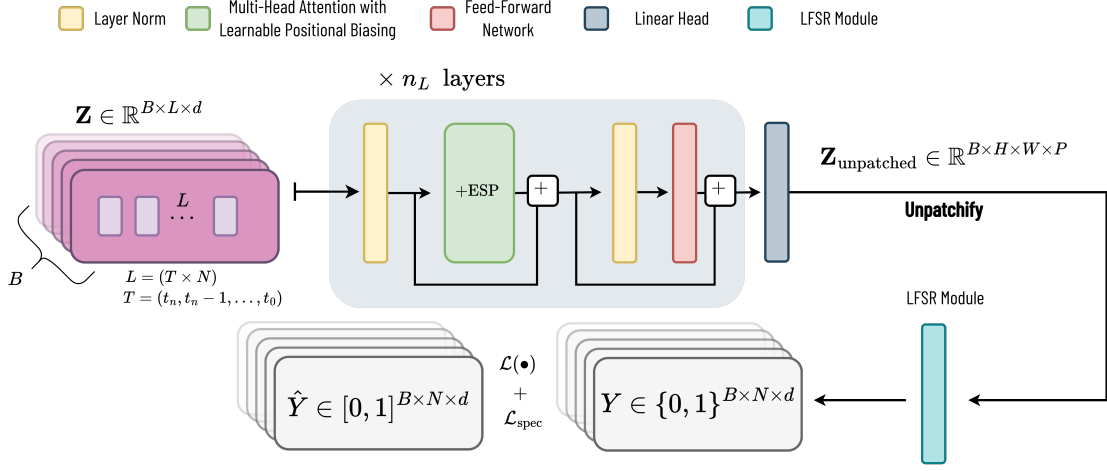 Layer Norm
Multi-Head Attention with
Learnable Positional Biasing
Feed-Forward
Network
Linear Head
LFSR Module
× n_L layers
Z ∈ ℝ^{B×L×d}
L
...
B
L = (T × N)
T = (t_n, t_n − 1, ..., t_0)
+ESP
+
+
Z_unpatched ∈ ℝ^{B×H×W×P}
Unpatchify
LFSR Module
Ŷ ∈ [0, 1]^{B×N×d}
ℒ(•)
+
ℒ_spec
Y ∈ {0, 1}^{B×N×d}